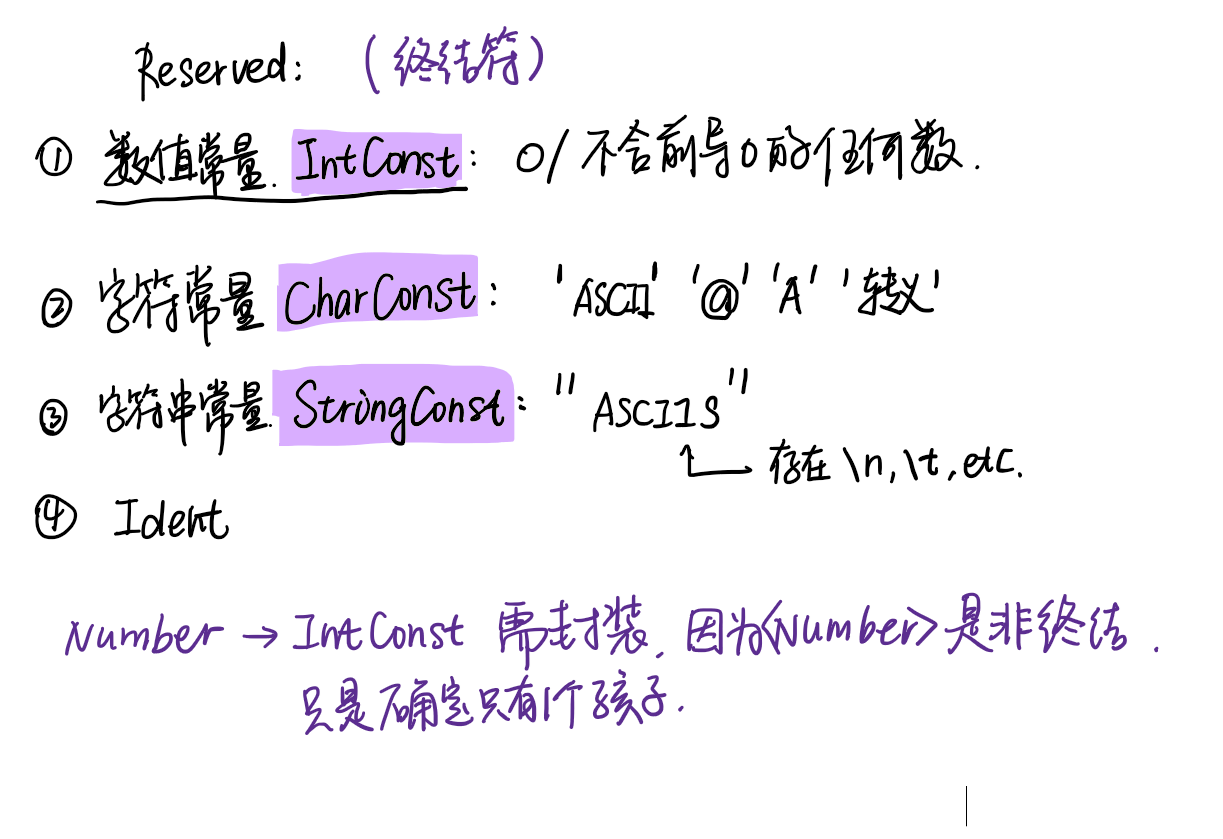 Reserved: (终结符)
① 数值常量. IntConst: 0/不含前导0的任何数.
② 字符常量 CharConst: 'ASCII' '@' 'A' '转义'
③ 字符串常量. StringConst: "ASCIIS"
存在\n,\t,etc.
④ Ident
Number → IntConst 需封装, 因为<Number>是非终结.
只是确定只有1个孩子.